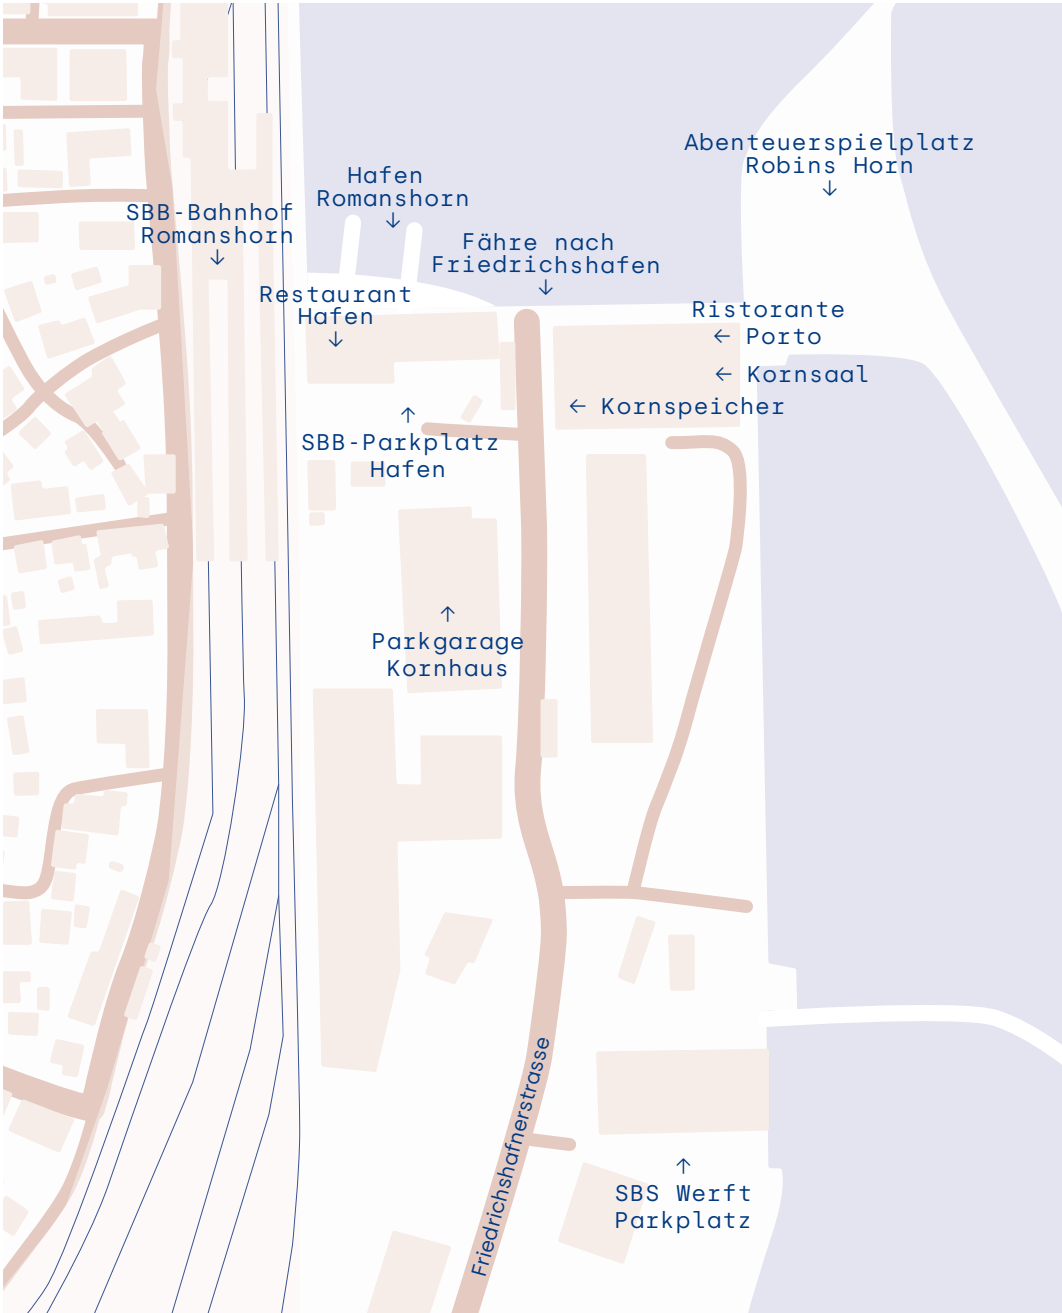 Abenteuerspielplatz
Robins Horn
↓
Hafen
Romanshorn
↓
SBB-Bahnhof
Romanshorn
↓
Fähre nach
Friedrichshafen
↓
Restaurant
Hafen
↓
Ristorante
← Porto
← Kornsaal
← Kornspeicher
↑
SBB-Parkplatz
Hafen
↑
Parkgarage
Kornhaus
Friedrichshafnerstrasse
↑
SBS Werft
Parkplatz